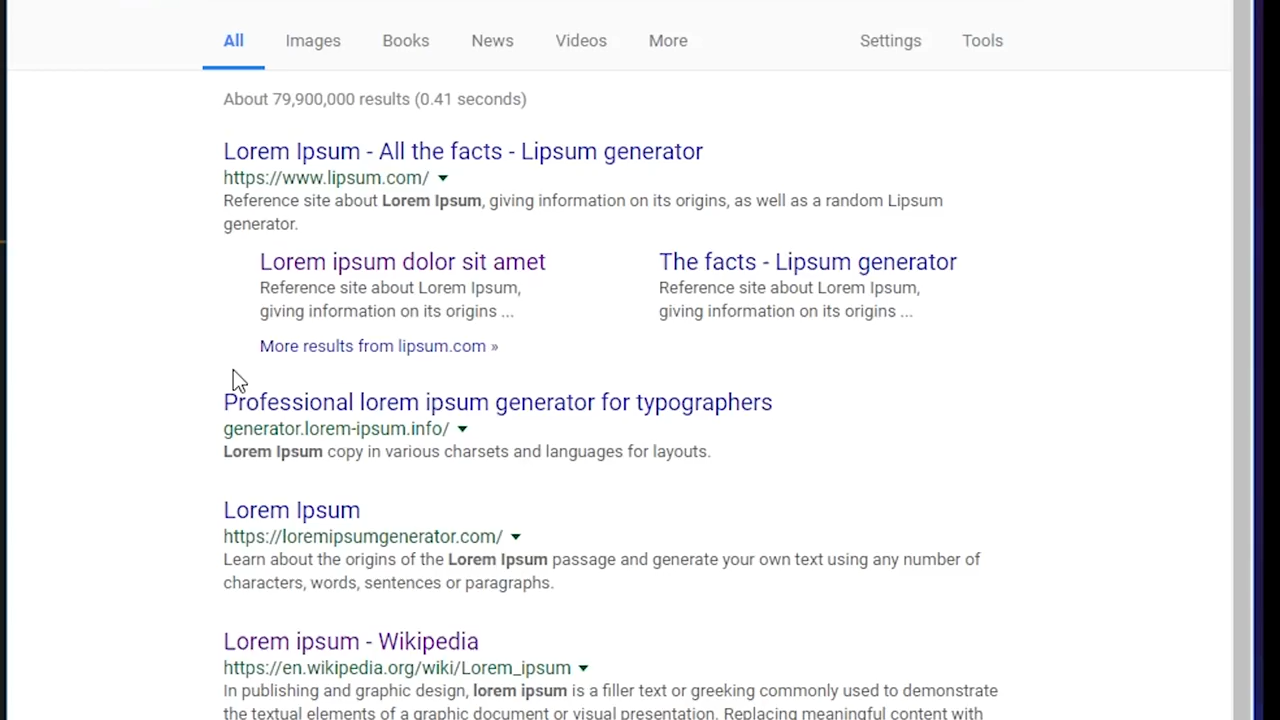 All Images Books News Videos More Settings Tools
About 79,900,000 results (0.41 seconds)
Lorem Ipsum - All the facts - Lipsum generator
https://www.lipsum.com/
Reference site about Lorem Ipsum, giving information on its origins, as well as a random Lipsum
generator.
Lorem ipsum dolor sit amet
Reference site about Lorem Ipsum,
giving information on its origins ...
The facts - Lipsum generator
Reference site about Lorem Ipsum,
giving information on its origins ...
More results from lipsum.com »
Professional lorem ipsum generator for typographers
generator.lorem-ipsum.info/
Lorem Ipsum copy in various charsets and languages for layouts.
Lorem Ipsum
https://loremipsumgenerator.com/
Learn about the origins of the Lorem Ipsum passage and generate your own text using any number of
characters, words, sentences or paragraphs.
Lorem ipsum - Wikipedia
https://en.wikipedia.org/wiki/Lorem_ipsum
In publishing and graphic design, lorem ipsum is a filler text or greeking commonly used to demonstrate
the textual elements of a graphic document or visual presentation. Replacing meaningful content with